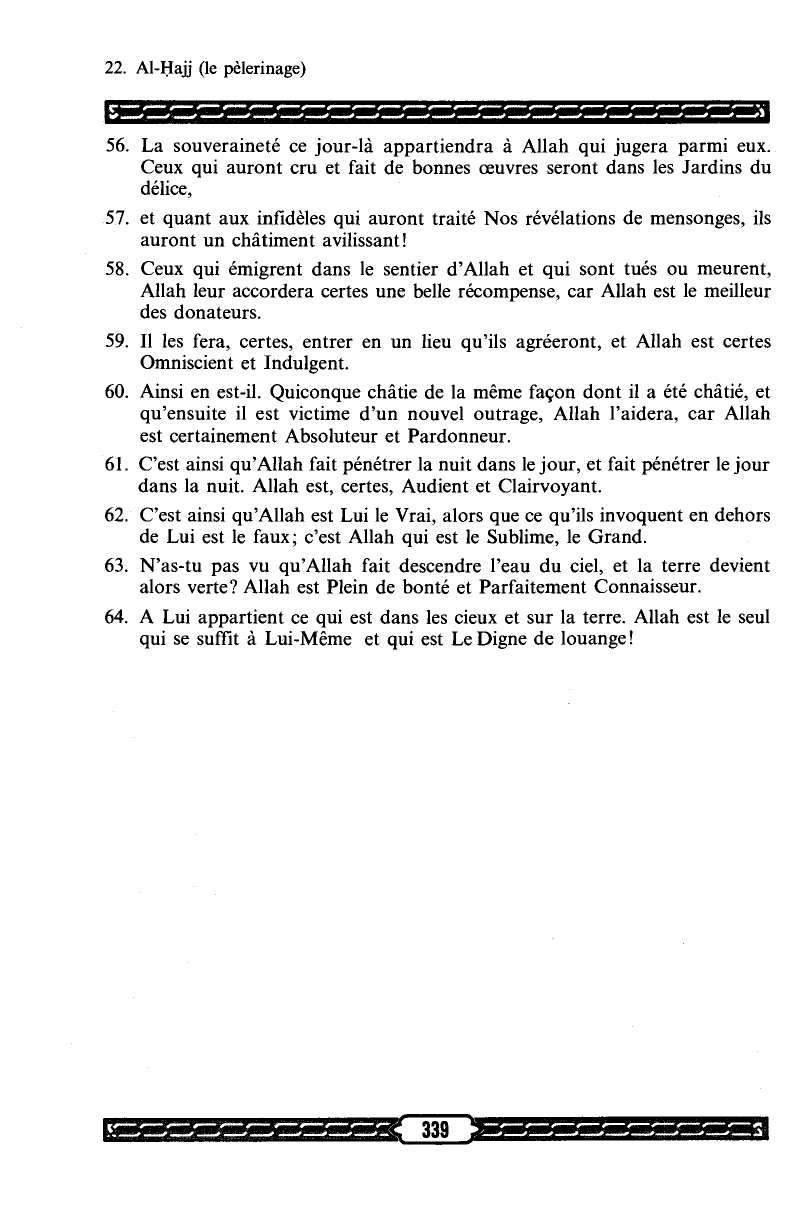 22. Al-Ḥajj (le pèlerinage)
56. La souveraineté ce jour-là appartiendra à Allah qui jugera parmi eux.
Ceux qui auront cru et fait de bonnes œuvres seront dans les Jardins du
délice,
57. et quant aux infidèles qui auront traité Nos révélations de mensonges, ils
auront un châtiment avilissant!
58. Ceux qui émigrent dans le sentier d'Allah et qui sont tués ou meurent,
Allah leur accordera certes une belle récompense, car Allah est le meilleur
des donateurs.
59. Il les fera, certes, entrer en un lieu qu'ils agréeront, et Allah est certes
Omniscient et Indulgent.
60. Ainsi en est-il. Quiconque châtie de la même façon dont il a été châtié, et
qu'ensuite il est victime d'un nouvel outrage, Allah l'aidera, car Allah
est certainement Absoluteur et Pardonneur.
61. C'est ainsi qu'Allah fait pénétrer la nuit dans le jour, et fait pénétrer le jour
dans la nuit. Allah est, certes, Audient et Clairvoyant.
62. C'est ainsi qu'Allah est Lui le Vrai, alors que ce qu'ils invoquent en dehors
de Lui est le faux; c'est Allah qui est le Sublime, le Grand.
63. N'as-tu pas vu qu'Allah fait descendre l'eau du ciel, et la terre devient
alors verte? Allah est Plein de bonté et Parfaitement Connaisseur.
64. A Lui appartient ce qui est dans les cieux et sur la terre. Allah est le seul
qui se suffit à Lui-Même et qui est Le Digne de louange!
339